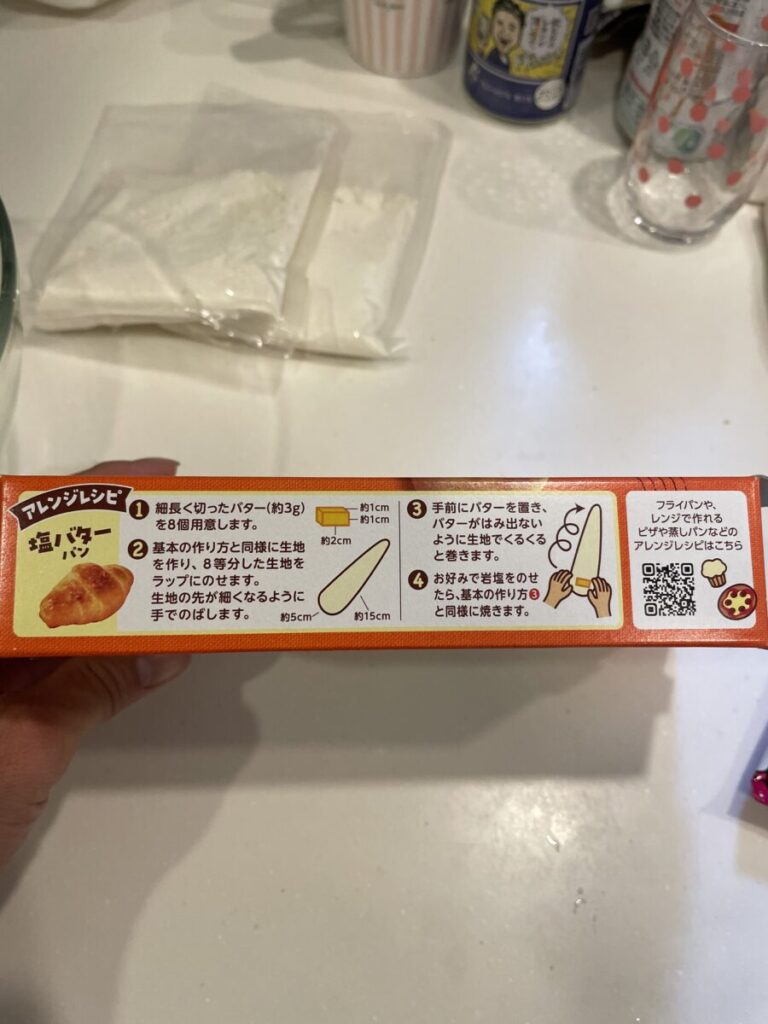 アレンジレシピ
塩バター
パン
❶ 細長く切ったバター(約3g)
を8個用意します。
約1cm
約1cm
約2cm
❷ 基本の作り方と同様に生地
を作り、8等分した生地を
ラップにのせます。
生地の先が細くなるように
手でのばします。
約5cm
約15cm
❸ 手前にバターを置き、
バターがはみ出ない
ように生地でくるくる
と巻きます。
❹ お好みで岩塩をのせ
たら、基本の作り方❸
と同様に焼きます。
フライパンや、
レンジで作れる
ピザや蒸しパンなどの
アレンジレシピはこちら